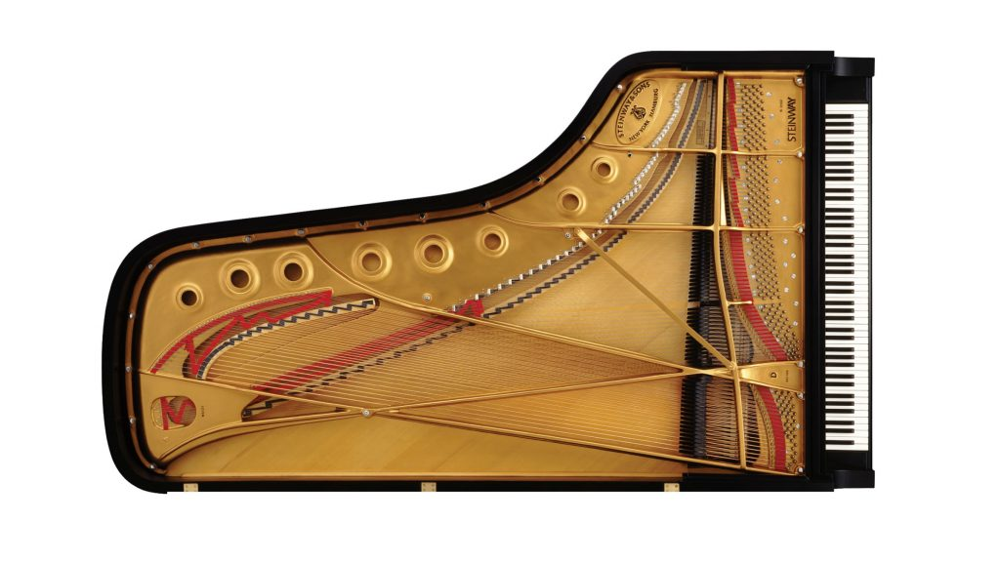 STEINWAY & SONS
NEW YORK HAMBURG
STEINWAY
D